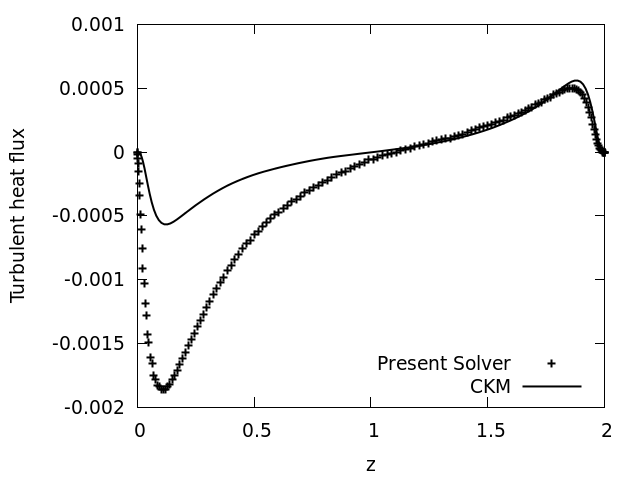 0.001
0.0005
0
-0.0005
-0.001
-0.0015
-0.002
Turbulent heat flux
Present Solver
CKM
0 0.5 1 1.5 2
z